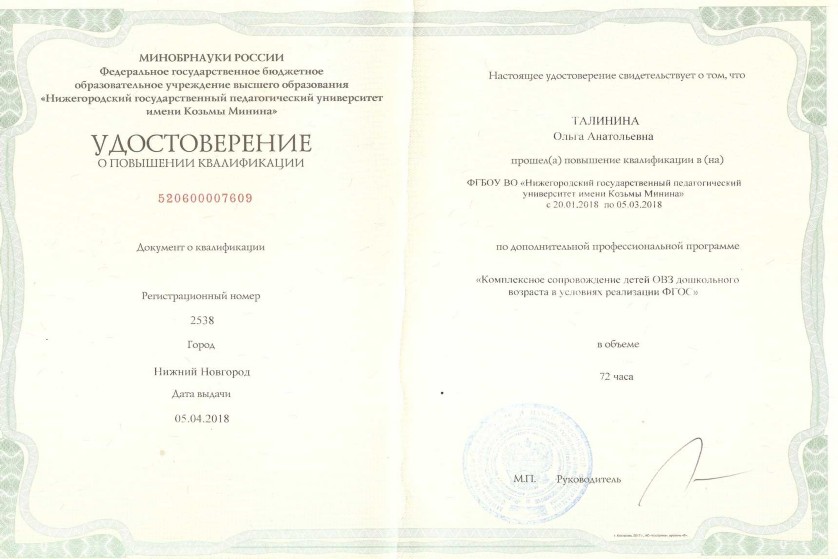 МИНОБРНАУКИ РОССИИ
Федеральное государственное бюджетное
образовательное учреждение высшего образования
«Нижегородский государственный педагогический университет
имени Козьмы Минина»
УДОСТОВЕРЕНИЕ
О ПОВЫШЕНИИ КВАЛИФИКАЦИИ
520600007609
Документ о квалификации
Регистрационный номер
2538
Город
Нижний Новгород
Дата выдачи
05.04.2018
Настоящее удостоверение свидетельствует о том, что
ТАЛИНИНА
Ольга Анатольевна
прошел(а) повышение квалификации в (на)
ФГБОУ ВО «Нижегородский государственный педагогический
университет имени Козьмы Минина»
с 20.01.2018 по 05.03.2018
по дополнительной профессиональной программе
«Комплексное сопровождение детей ОВЗ дошкольного
возраста в условиях реализации ФГОС»
в объеме
72 часа
М.П. Руководитель